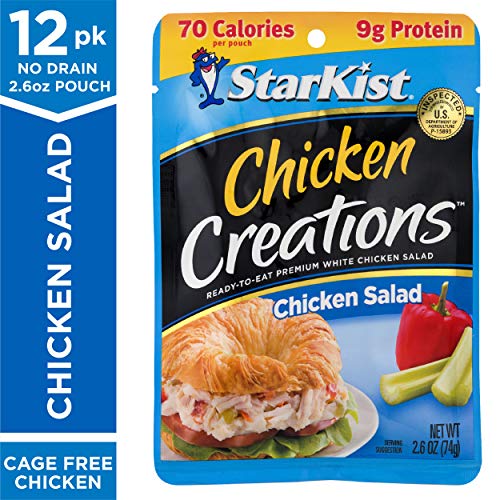 12 pk
NO DRAIN
2.6oz POUCH
CHICKEN SALAD
CAGE FREE
CHICKEN
70 Calories
per pouch
9g Protein
StarKist®
INSPECTED
U.S.
DEPARTMENT OF
AGRICULTURE
P-15893
Chicken
Creations™
READY-TO-EAT PREMIUM WHITE CHICKEN SALAD
Chicken Salad
SERVING
SUGGESTION
NET WT
2.6 OZ (74g)